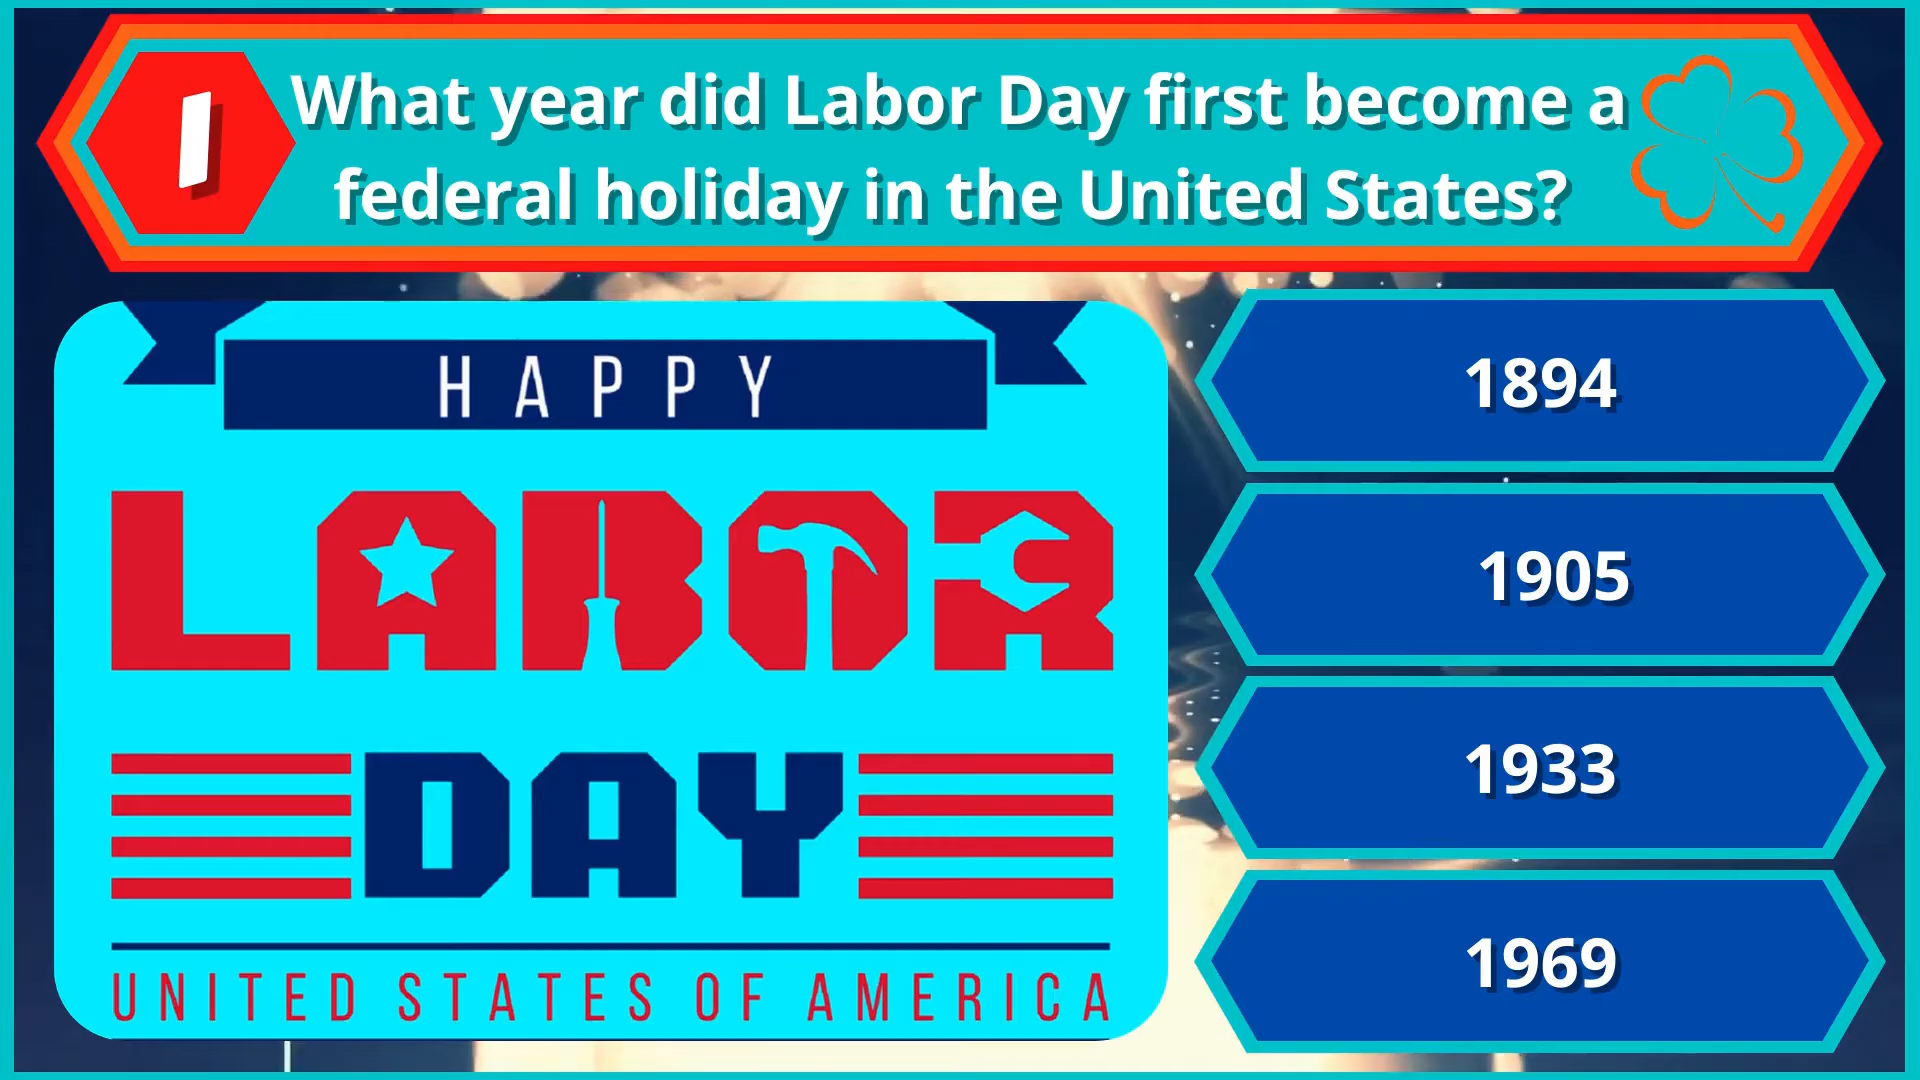 1
What year did Labor Day first become a
federal holiday in the United States?
HAPPY
LABOR
DAY
UNITED STATES OF AMERICA
1894
1905
1933
1969